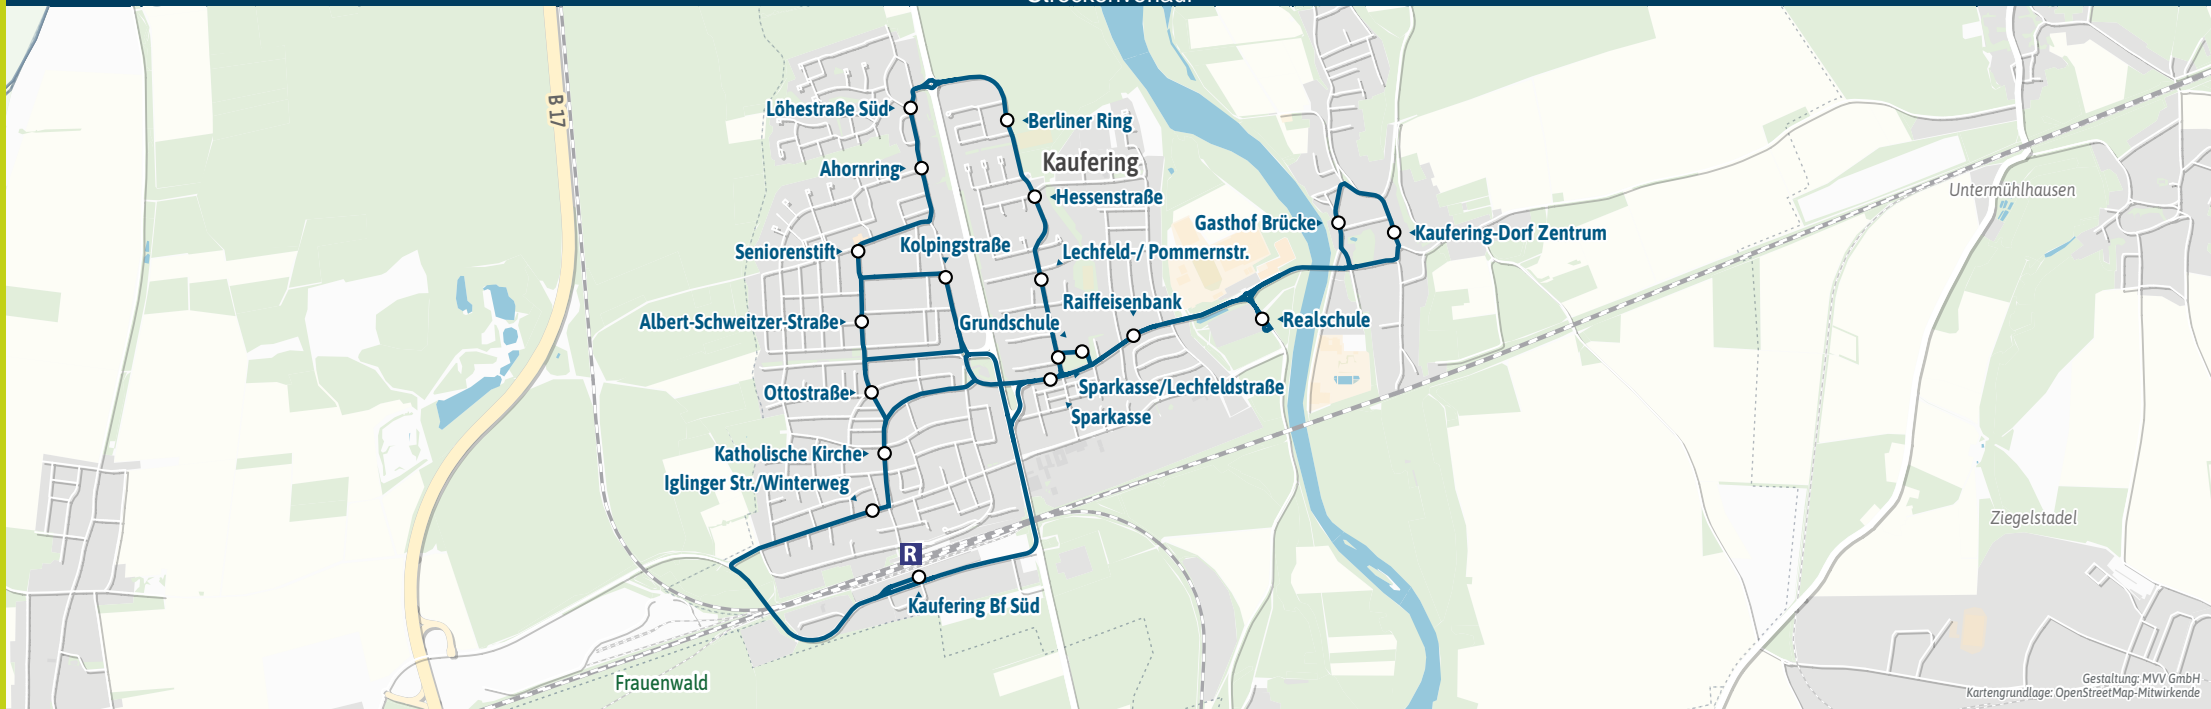 Streckenverlauf
B 17
Löhestraße Süd
Berliner Ring
Kaufering
Ahornring
Hessenstraße
Untermühlhausen
Gasthof Brücke
Kaufering-Dorf Zentrum
Seniorenstift
Kolpingstraße
Lechfeld-/ Pommernstr.
Raiffeisenbank
Albert-Schweitzer-Straße
Grundschule
Realschule
Ottostraße
Sparkasse/Lechfeldstraße
Sparkasse
Katholische Kirche
Iglinger Str./Winterweg
Ziegelstadel
R
Kaufering Bf Süd
Frauenwald
Gestaltung: MVV GmbH
Kartengrundlage: OpenStreetMap-Mitwirkende